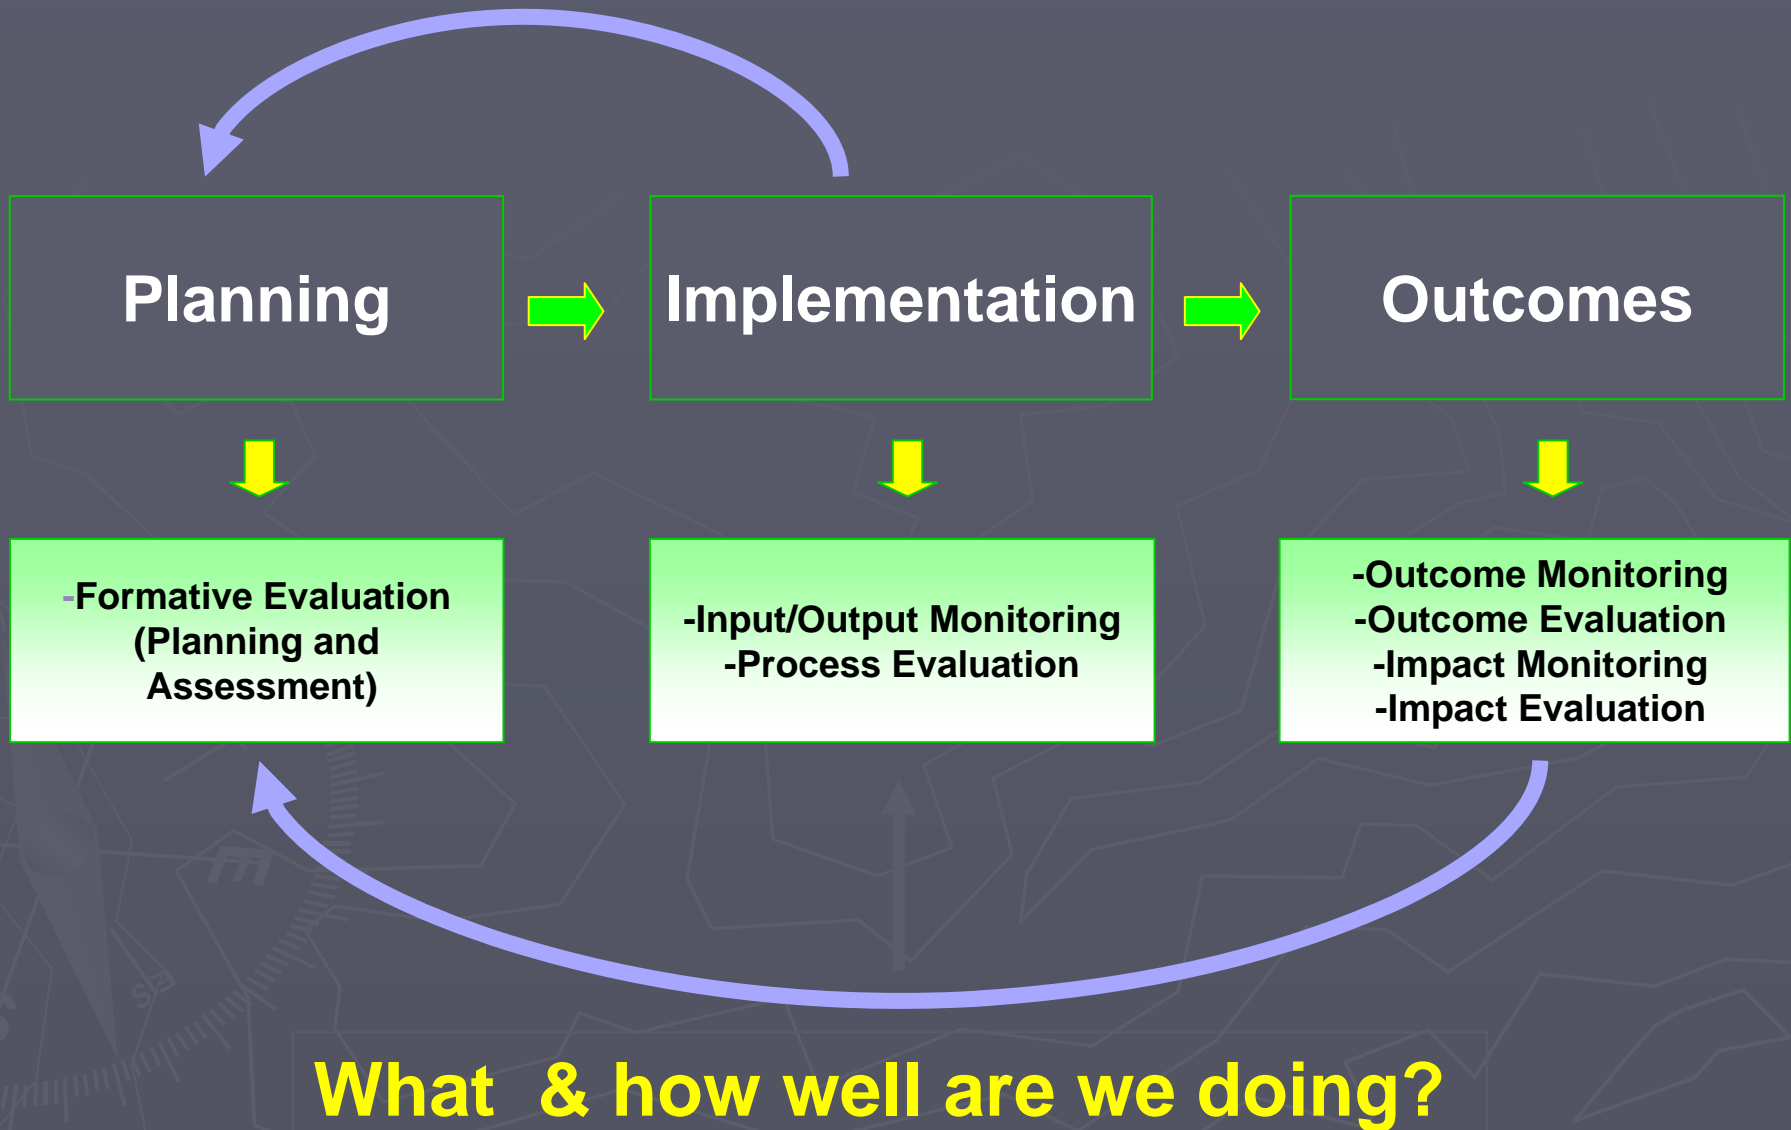 Planning
Implementation
Outcomes
-Formative Evaluation
(Planning and
Assessment)
-Input/Output Monitoring
-Process Evaluation
-Outcome Monitoring
-Outcome Evaluation
-Impact Monitoring
-Impact Evaluation
E
What & how well are we doing?